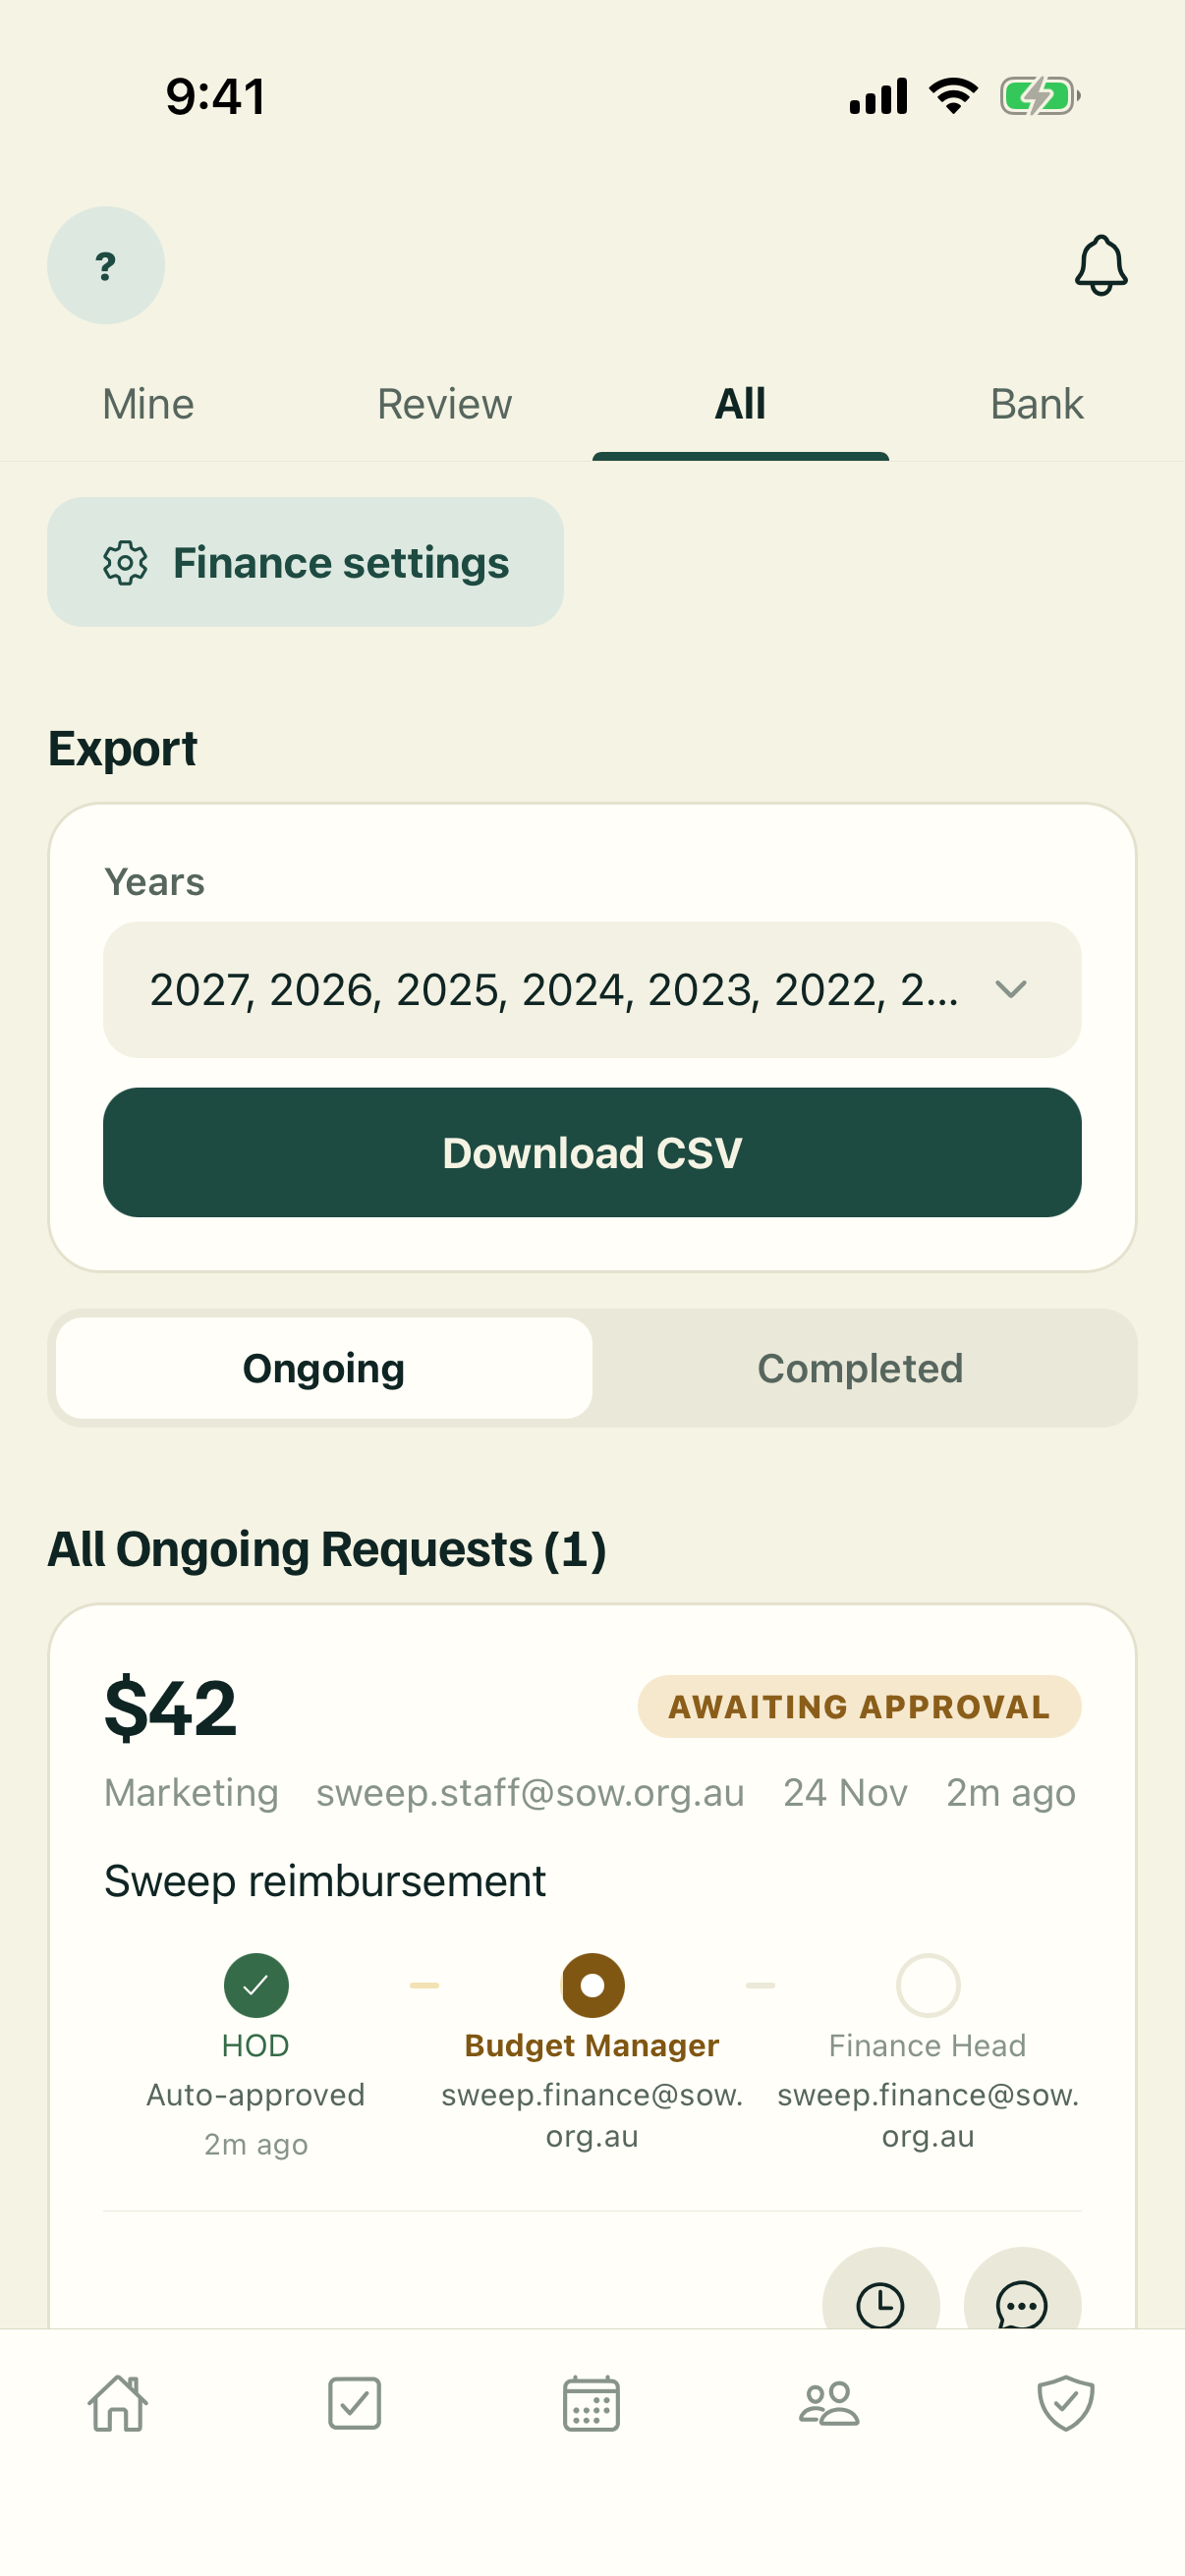 9:41
?
Mine Review All Bank
Finance settings
Export
Years
2027, 2026, 2025, 2024, 2023, 2022, 2...
Download CSV
Ongoing Completed
All Ongoing Requests (1)
$42 AWAITING APPROVAL
Marketing sweep.staff@sow.org.au 24 Nov 2m ago
Sweep reimbursement
HOD Budget Manager Finance Head
Auto-approved sweep.finance@sow. sweep.finance@sow.
2m ago org.au org.au